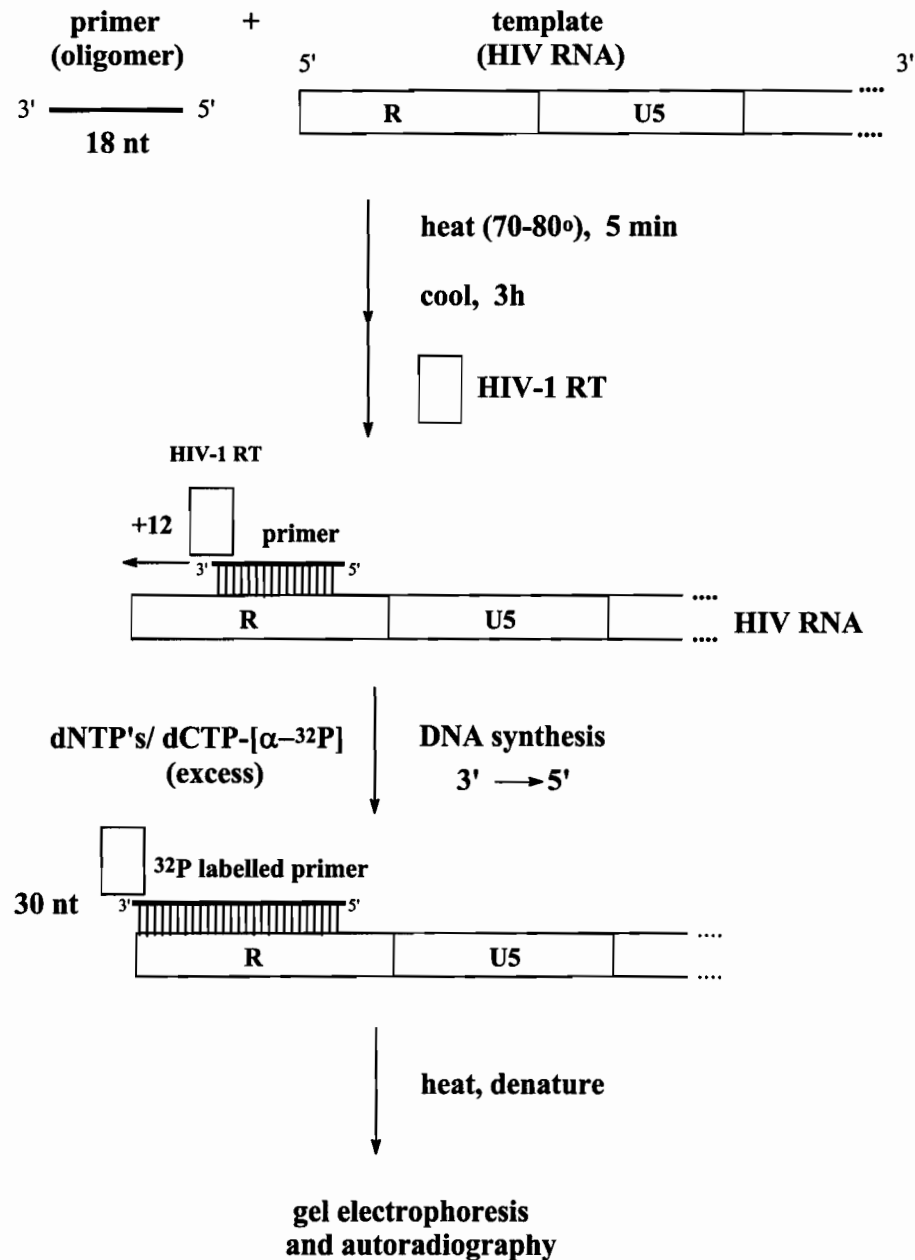 primer + template
(oligomer) (HIV RNA)
5' 3'
3' 5' R U5 ....
18 nt ....
heat (70-80º), 5 min
cool, 3h
HIV-1 RT
HIV-1 RT
+12 primer
3' 5'
R U5 .... HIV RNA
....
dNTP's/ dCTP-[α–³²P] DNA synthesis
(excess) 3' → 5'
³²P labelled primer
30 nt 3' 5'
R U5 ....
....
heat, denature
gel electrophoresis
and autoradiography